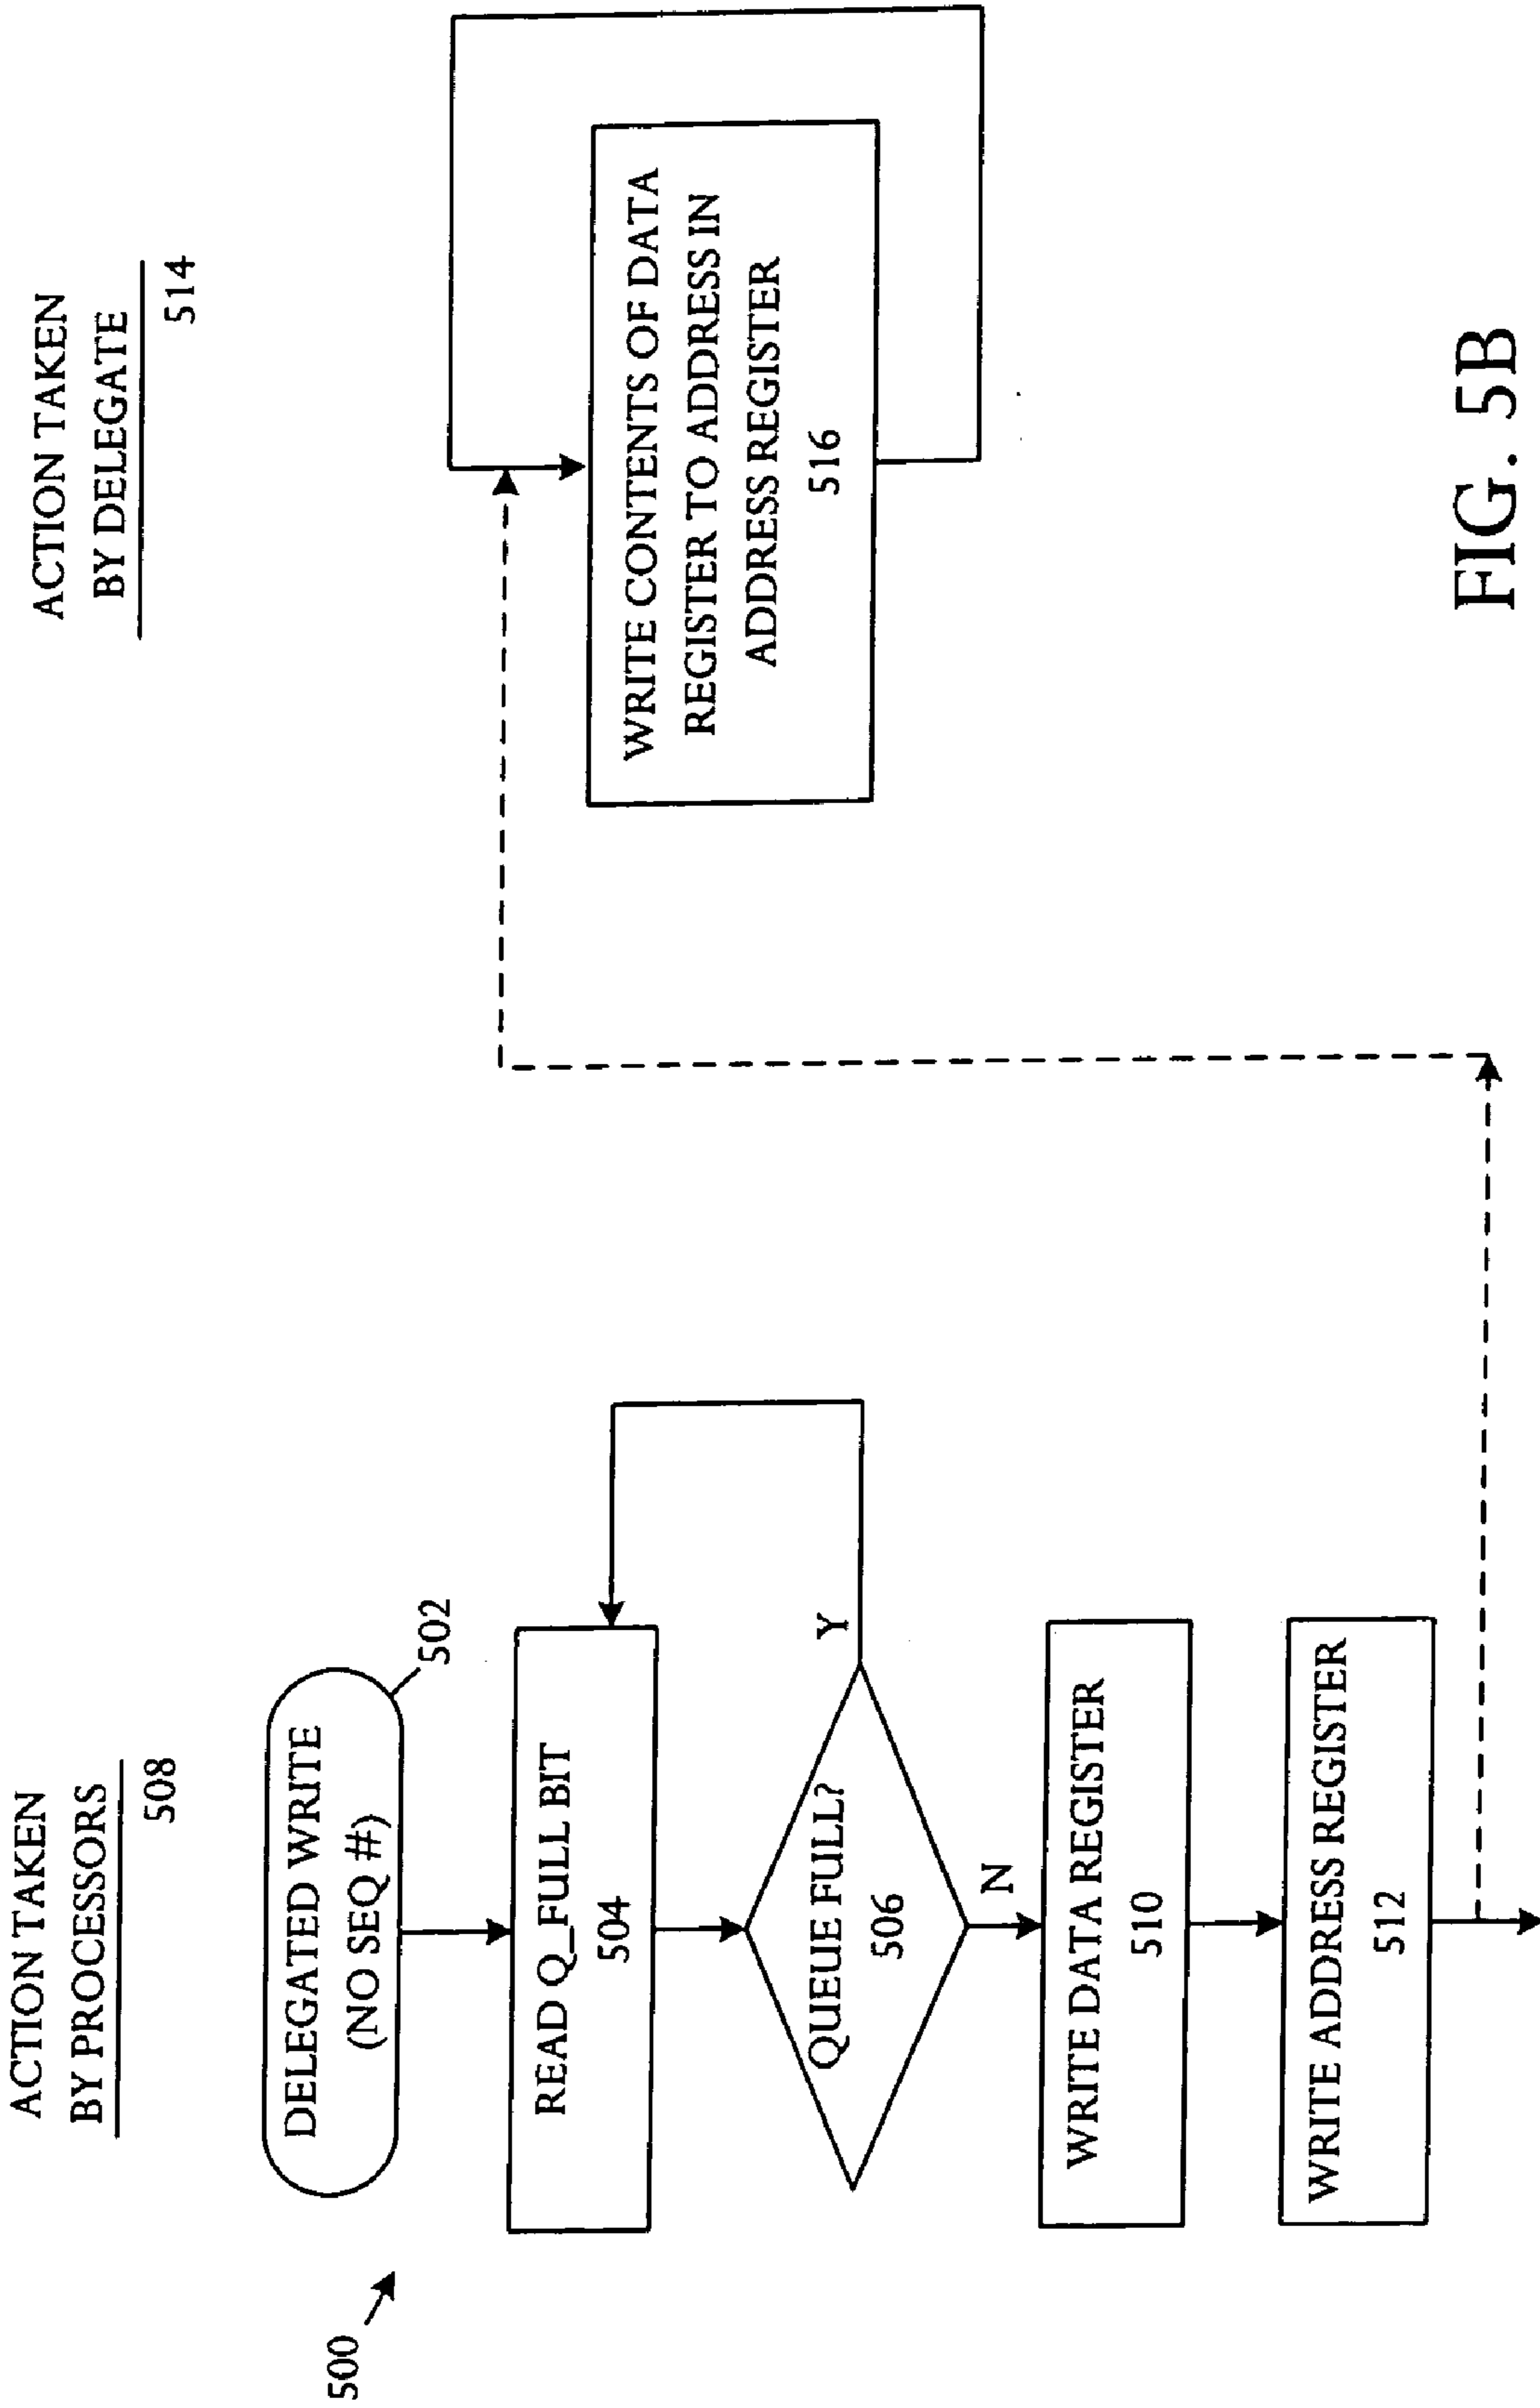 ACTION TAKEN
BY PROCESSORS
508
500
DELEGATED WRITE
(NO SEQ #)
502
READ Q_FULL BIT
504
QUEUE FULL?
506
Y
N
WRITE DATA REGISTER
510
WRITE ADDRESS REGISTER
512
ACTION TAKEN
BY DELEGATE
514
WRITE CONTENTS OF DATA
REGISTER TO ADDRESS IN
ADDRESS REGISTER
516
FIG. 5B